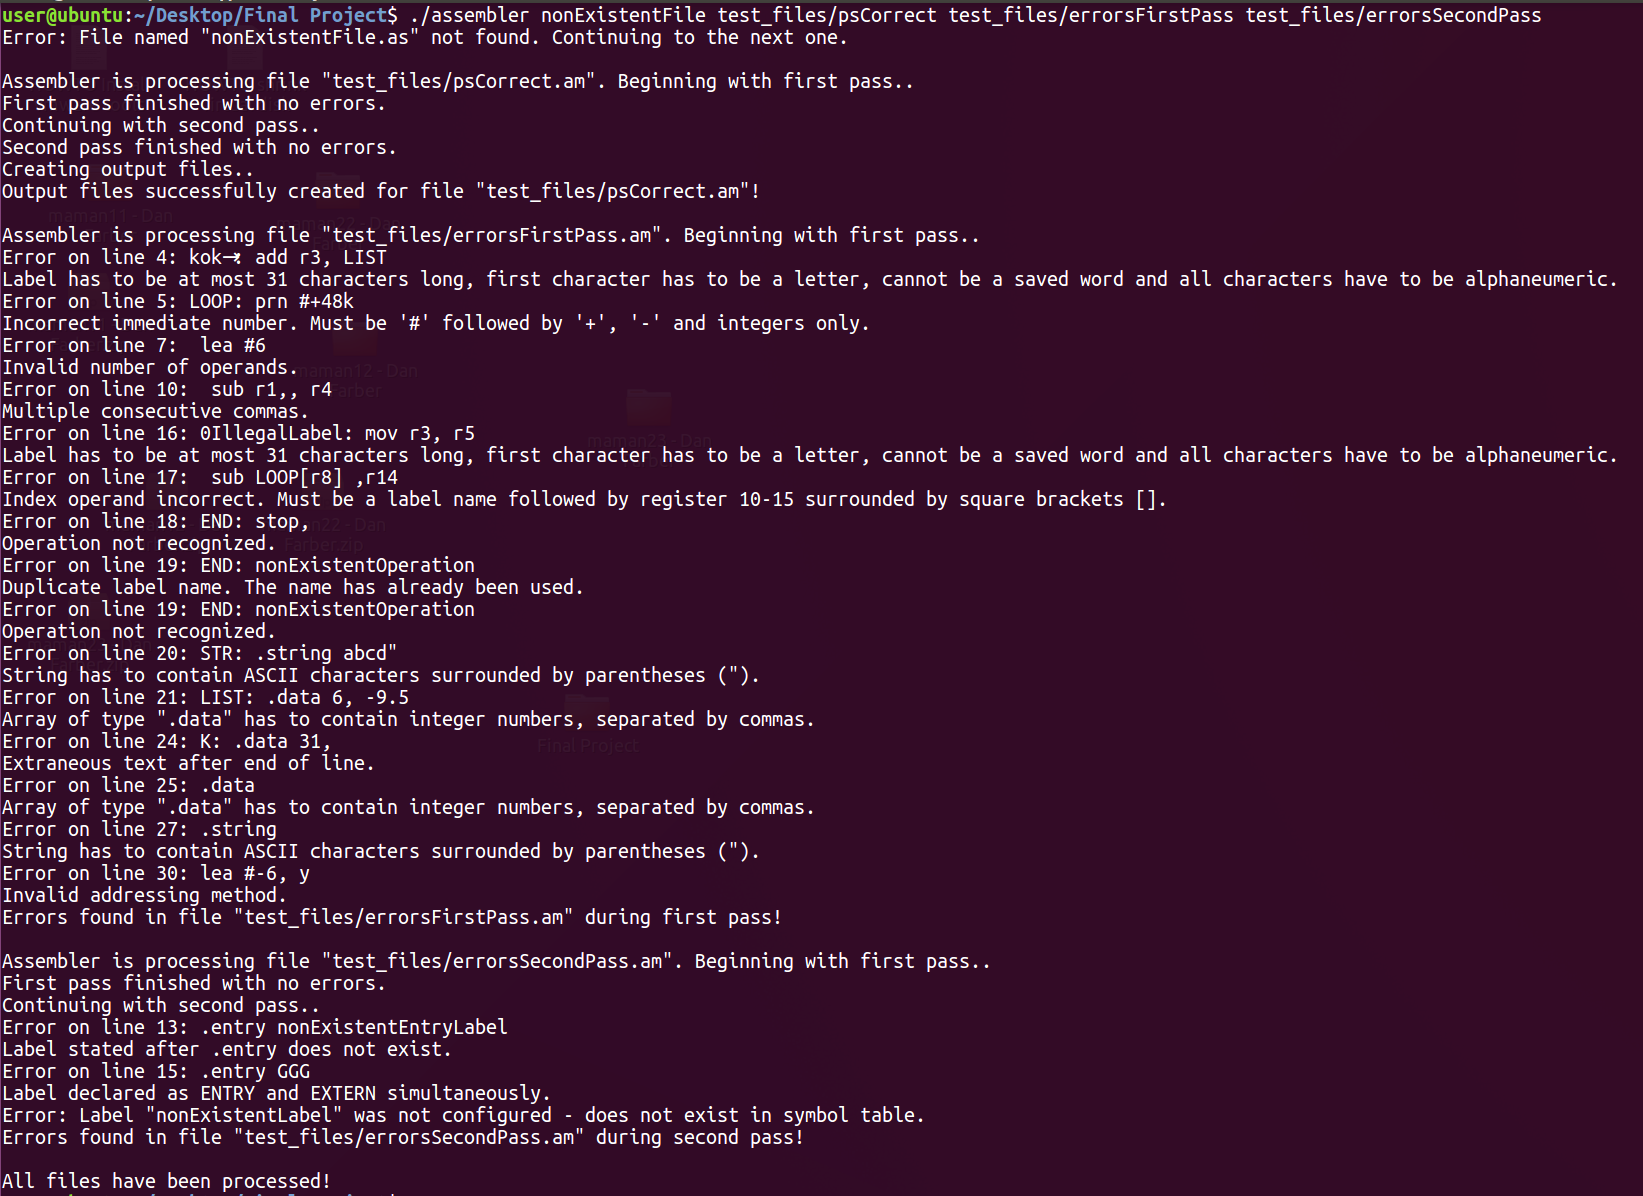 user@ubuntu:~/Desktop/Final Project$ ./assembler nonExistentFile test_files/psCorrect test_files/errorsFirstPass test_files/errorsSecondPass
Error: File named "nonExistentFile.as" not found. Continuing to the next one.
Assembler is processing file "test_files/psCorrect.am". Beginning with first pass..
First pass finished with no errors.
Continuing with second pass..
Second pass finished with no errors.
Creating output files..
Output files successfully created for file "test_files/psCorrect.am"!
Assembler is processing file "test_files/errorsFirstPass.am". Beginning with first pass..
Error on line 4: kok→: add r3, LIST
Label has to be at most 31 characters long, first character has to be a letter, cannot be a saved word and all characters have to be alphaneumeric.
Error on line 5: LOOP: prn #+48k
Incorrect immediate number. Must be '#' followed by '+', '-' and integers only.
Error on line 7:  lea #6
Invalid number of operands.
Error on line 10:  sub r1,, r4
Multiple consecutive commas.
Error on line 16: 0IllegalLabel: mov r3, r5
Label has to be at most 31 characters long, first character has to be a letter, cannot be a saved word and all characters have to be alphaneumeric.
Error on line 17:  sub LOOP[r8] ,r14
Index operand incorrect. Must be a label name followed by register 10-15 surrounded by square brackets [].
Error on line 18: END: stop,
Operation not recognized.
Error on line 19: END: nonExistentOperation
Duplicate label name. The name has already been used.
Error on line 19: END: nonExistentOperation
Operation not recognized.
Error on line 20: STR: .string abcd"
String has to contain ASCII characters surrounded by parentheses (").
Error on line 21: LIST: .data 6, -9.5
Array of type ".data" has to contain integer numbers, separated by commas.
Error on line 24: K: .data 31,
Extraneous text after end of line.
Error on line 25: .data
Array of type ".data" has to contain integer numbers, separated by commas.
Error on line 27: .string
String has to contain ASCII characters surrounded by parentheses (").
Error on line 30: lea #-6, y
Invalid addressing method.
Errors found in file "test_files/errorsFirstPass.am" during first pass!
Assembler is processing file "test_files/errorsSecondPass.am". Beginning with first pass..
First pass finished with no errors.
Continuing with second pass..
Error on line 13: .entry nonExistentEntryLabel
Label stated after .entry does not exist.
Error on line 15: .entry GGG
Label declared as ENTRY and EXTERN simultaneously.
Error: Label "nonExistentLabel" was not configured - does not exist in symbol table.
Errors found in file "test_files/errorsSecondPass.am" during second pass!
All files have been processed!
maman11 - Dan
maman12 - Dan
Farber
maman23 - Dan
Farber.zip
Final Project